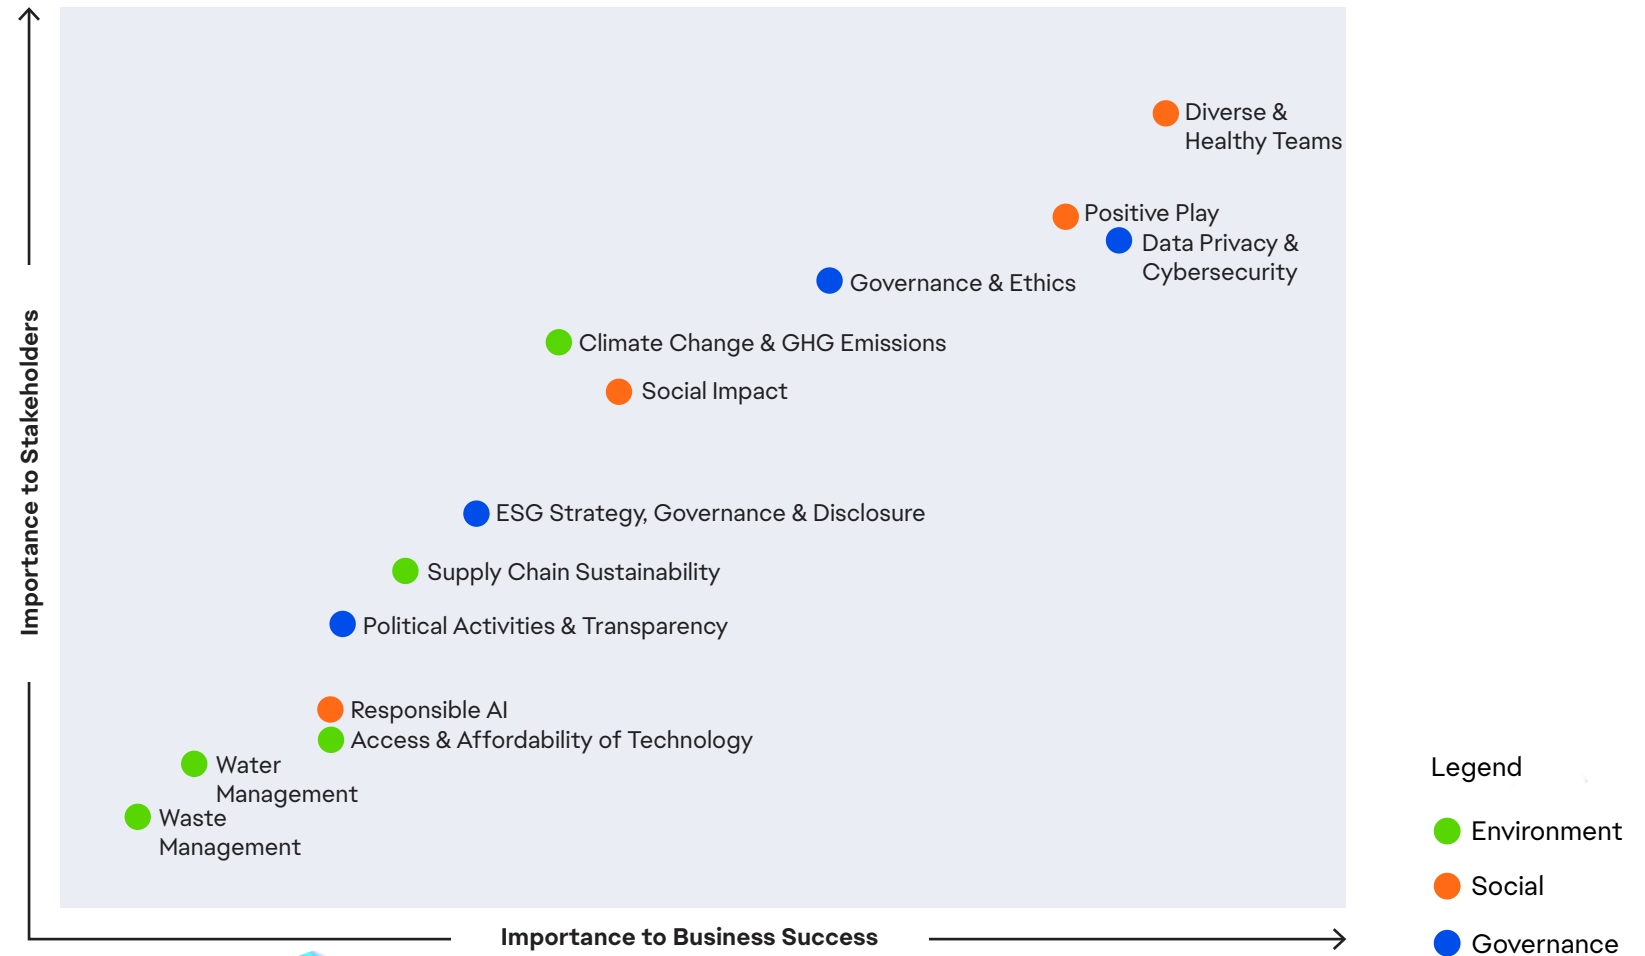 Diverse &
Healthy Teams
Positive Play
Data Privacy &
Cybersecurity
Governance & Ethics
Climate Change & GHG Emissions
Social Impact
Importance to Stakeholders
ESG Strategy, Governance & Disclosure
Supply Chain Sustainability
Political Activities & Transparency
Responsible AI
Access & Affordability of Technology
Water
Management
Waste
Management
Importance to Business Success
Legend
Environment
Social
Governance